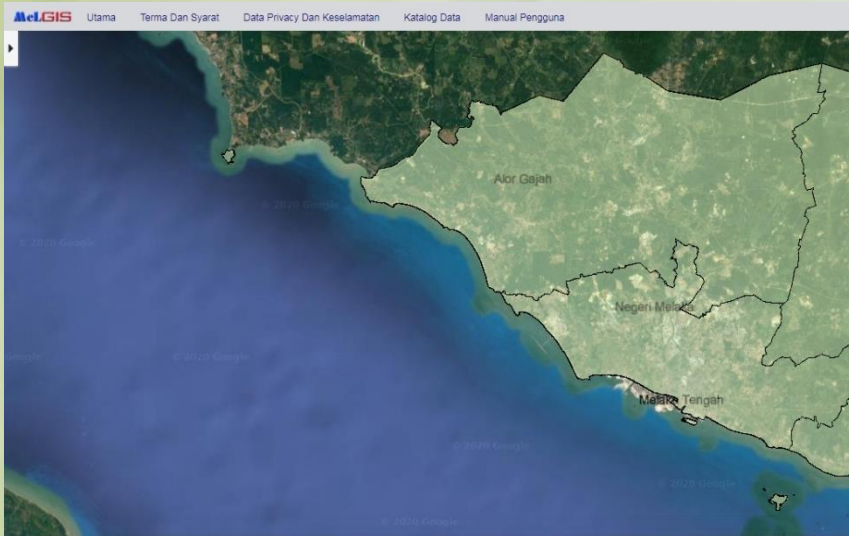 MeLGIS Utama Terma Dan Syarat Data Privacy Dan Keselamatan Katalog Data Manual Pengguna
Alor Gajah
© 2020 Google
© 2020 Google
Negeri Melaka
Google
© 2020 Google
Melaka Tengah
© 2020 Google
© 2020 Google
© 2020 Google